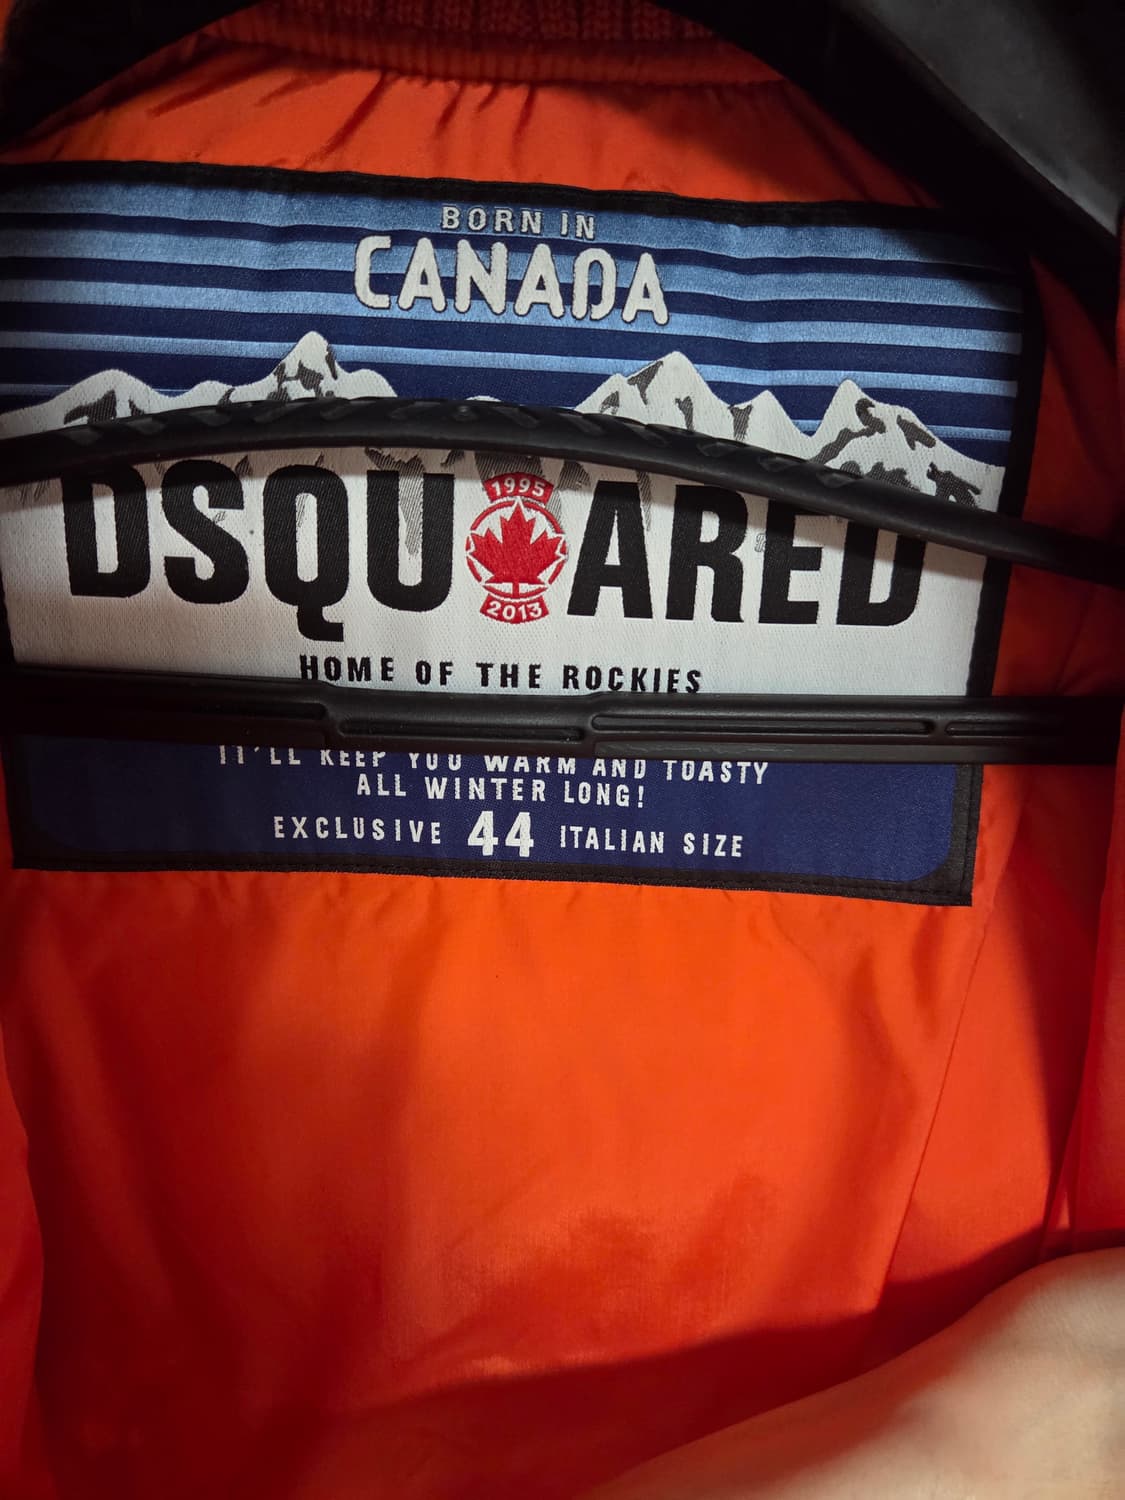 BORN IN
CANADA
1995
DSQU ARED
2013
HOME OF THE ROCKIES
IT'LL KEEP YOU WARM AND TOASTY
ALL WINTER LONG!
EXCLUSIVE 44 ITALIAN SIZE